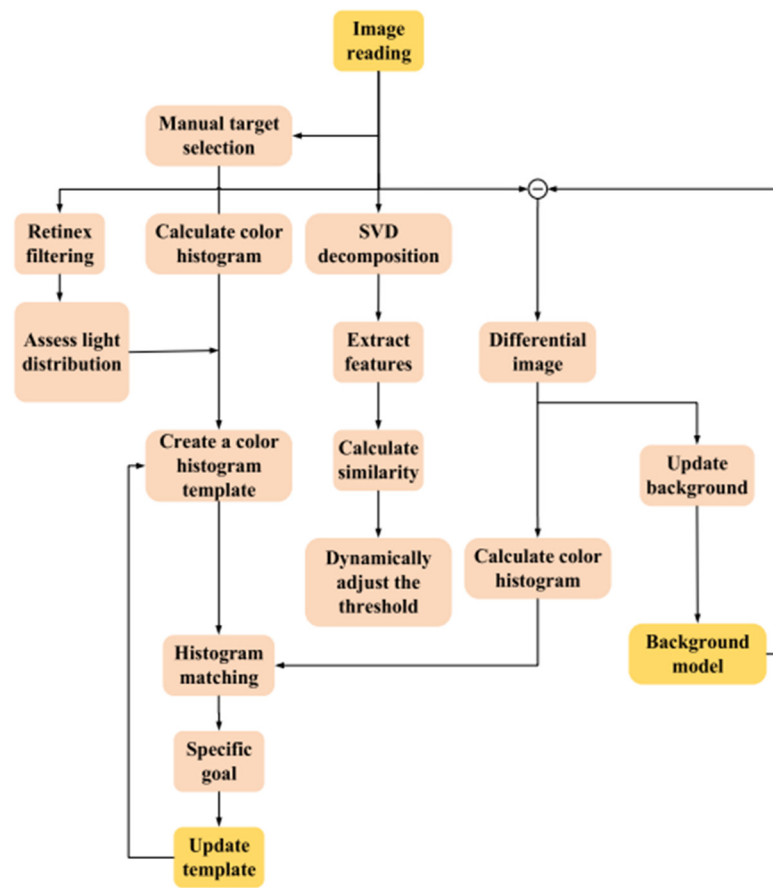 Image
reading
Manual target
selection
Retinex
filtering
Calculate color
histogram
SVD
decomposition
Assess light
distribution
Extract
features
Differential
image
Create a color
histogram
template
Calculate
similarity
Update
background
Dynamically
adjust the
threshold
Calculate color
histogram
Histogram
matching
Background
model
Specific
goal
Update
template